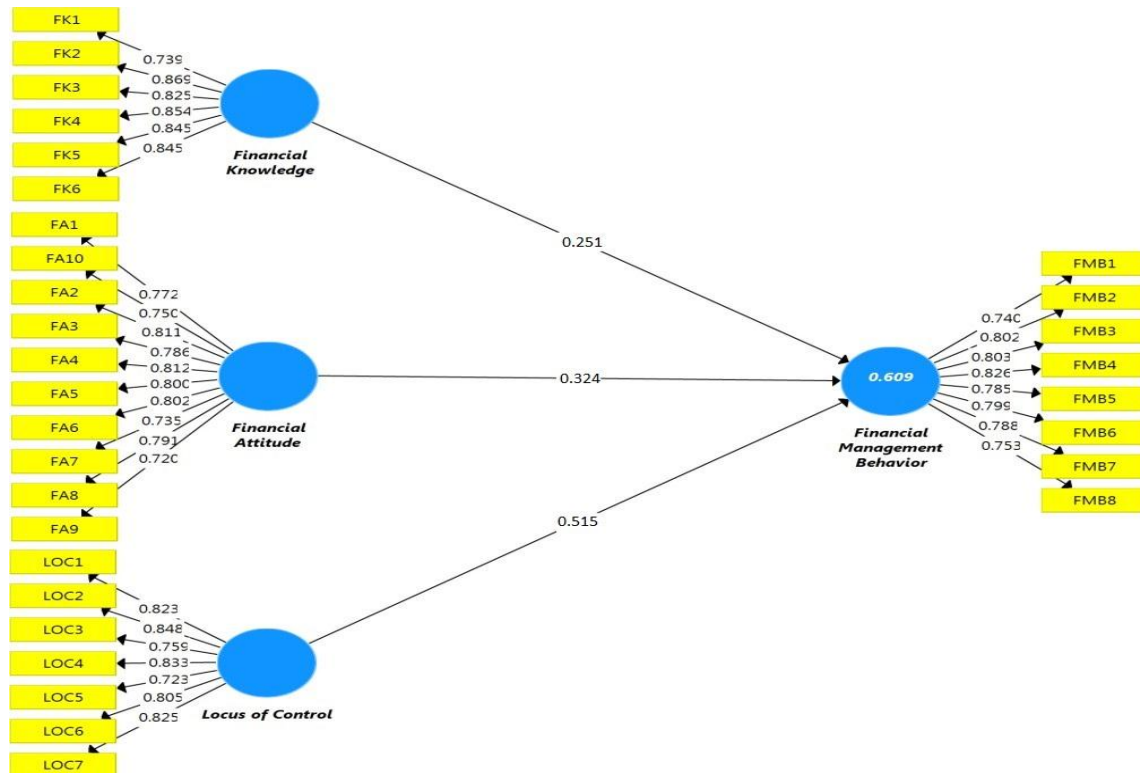 FK1
FK2
FK3
FK4
FK5
FK6
0.739
0.869
0.825
0.854
0.845
0.845
Financial
Knowledge
FA1
FA10
FA2
FA3
FA4
FA5
FA6
FA7
FA8
FA9
0.772
0.750
0.811
0.786
0.812
0.800
0.802
0.735
0.791
0.720
Financial
Attitude
LOC1
LOC2
LOC3
LOC4
LOC5
LOC6
LOC7
0.823
0.848
0.759
0.833
0.723
0.805
0.825
Locus of Control
0.251
0.324
0.515
0.609
Financial
Management
Behavior
0.740
0.802
0.803
0.826
0.785
0.799
0.788
0.753
FMB1
FMB2
FMB3
FMB4
FMB5
FMB6
FMB7
FMB8